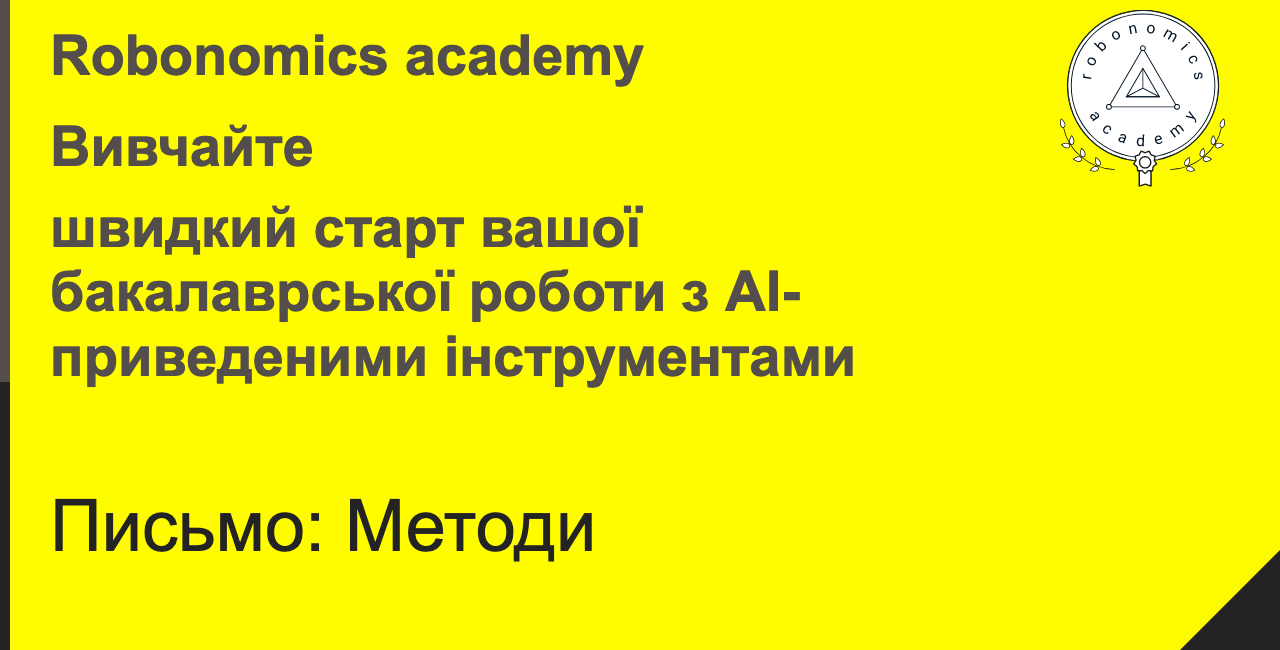 Robonomics academy
Вивчайте
швидкий старт вашої
бакалаврської роботи з AI-
приведеними інструментами
Письмо: Методи
robonomics
academy